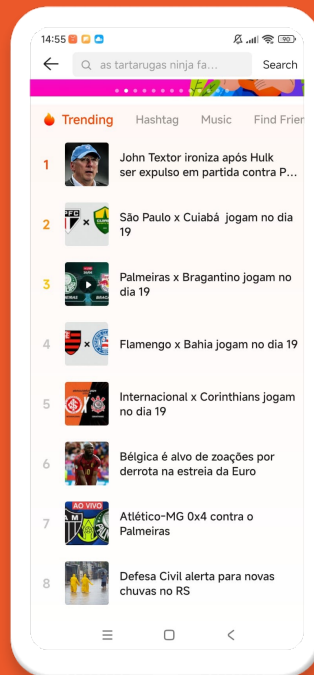 14:55
90
as tartarugas ninja fa...
Search
Trending
Hashtag
Music
Find Frie
1
John Textor ironiza após Hulk
ser expulso em partida contra P...
2
São Paulo x Cuiabá jogam no dia
19
3
Palmeiras x Bragantino jogam no
dia 19
4
Flamengo x Bahia jogam no dia 19
5
Internacional x Corinthians jogam
no dia 19
6
Bélgica é alvo de zoações por
derrota na estreia da Euro
7
AO VIVO
Atlético-MG 0x4 contra o
Palmeiras
8
Defesa Civil alerta para novas
chuvas no RS